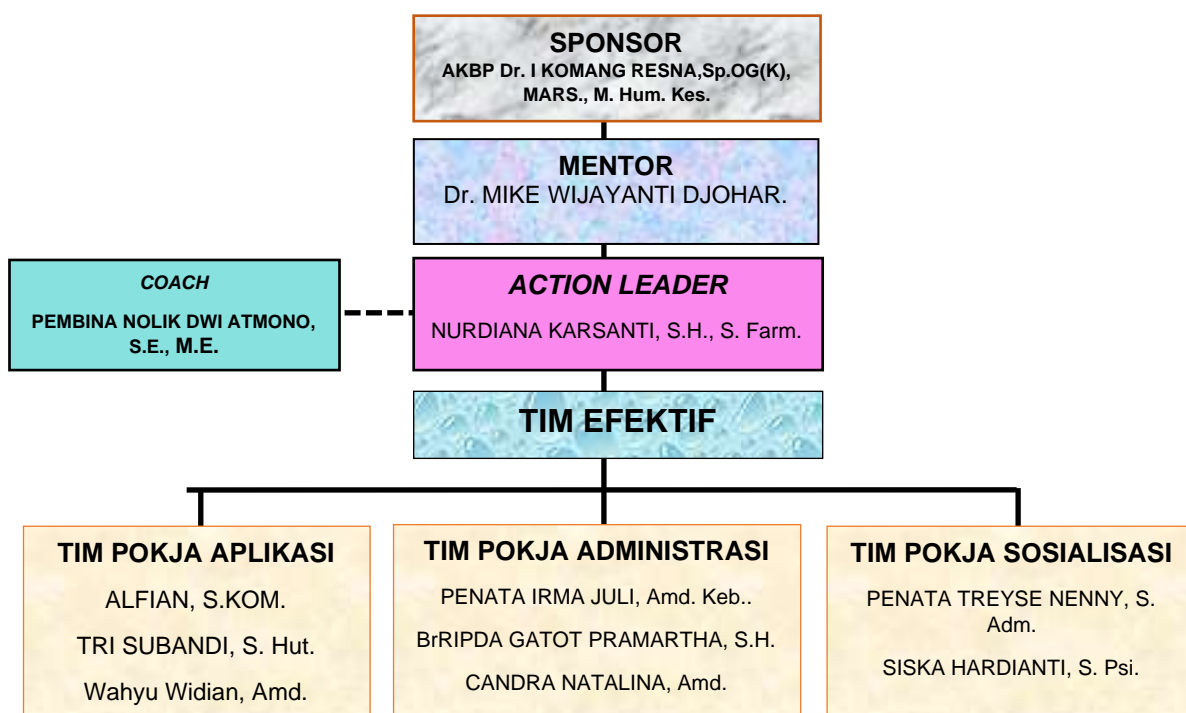 SPONSOR
AKBP Dr. I KOMANG RESNA,Sp.OG(K),
MARS., M. Hum. Kes.
MENTOR
Dr. MIKE WIJAYANTI DJOHAR.
COACH
PEMBINA NOLIK DWI ATMONO,
S.E., M.E.
ACTION LEADER
NURDIANA KARSANTI, S.H., S. Farm.
TIM EFEKTIF
TIM POKJA APLIKASI
ALFIAN, S.KOM.
TRI SUBANDI, S. Hut.
Wahyu Widian, Amd.
TIM POKJA ADMINISTRASI
PENATA IRMA JULI, Amd. Keb..
BrRIPDA GATOT PRAMARTHA, S.H.
CANDRA NATALINA, Amd.
TIM POKJA SOSIALISASI
PENATA TREYSE NENNY, S.
Adm.
SISKA HARDIANTI, S. Psi.